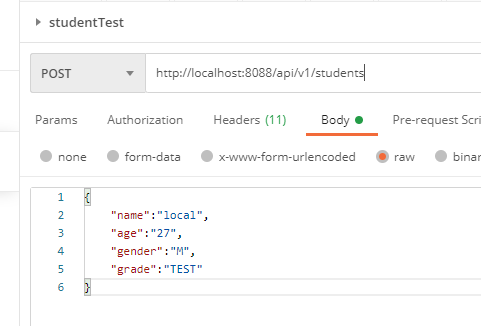 studentTest
POST http://localhost:8088/api/v1/students
Params Authorization Headers (11) Body Pre-request Scri
none form-data x-www-form-urlencoded raw binar
1 {
2 "name":"local",
3 "age":"27",
4 "gender":"M",
5 "grade":"TEST"
6 }